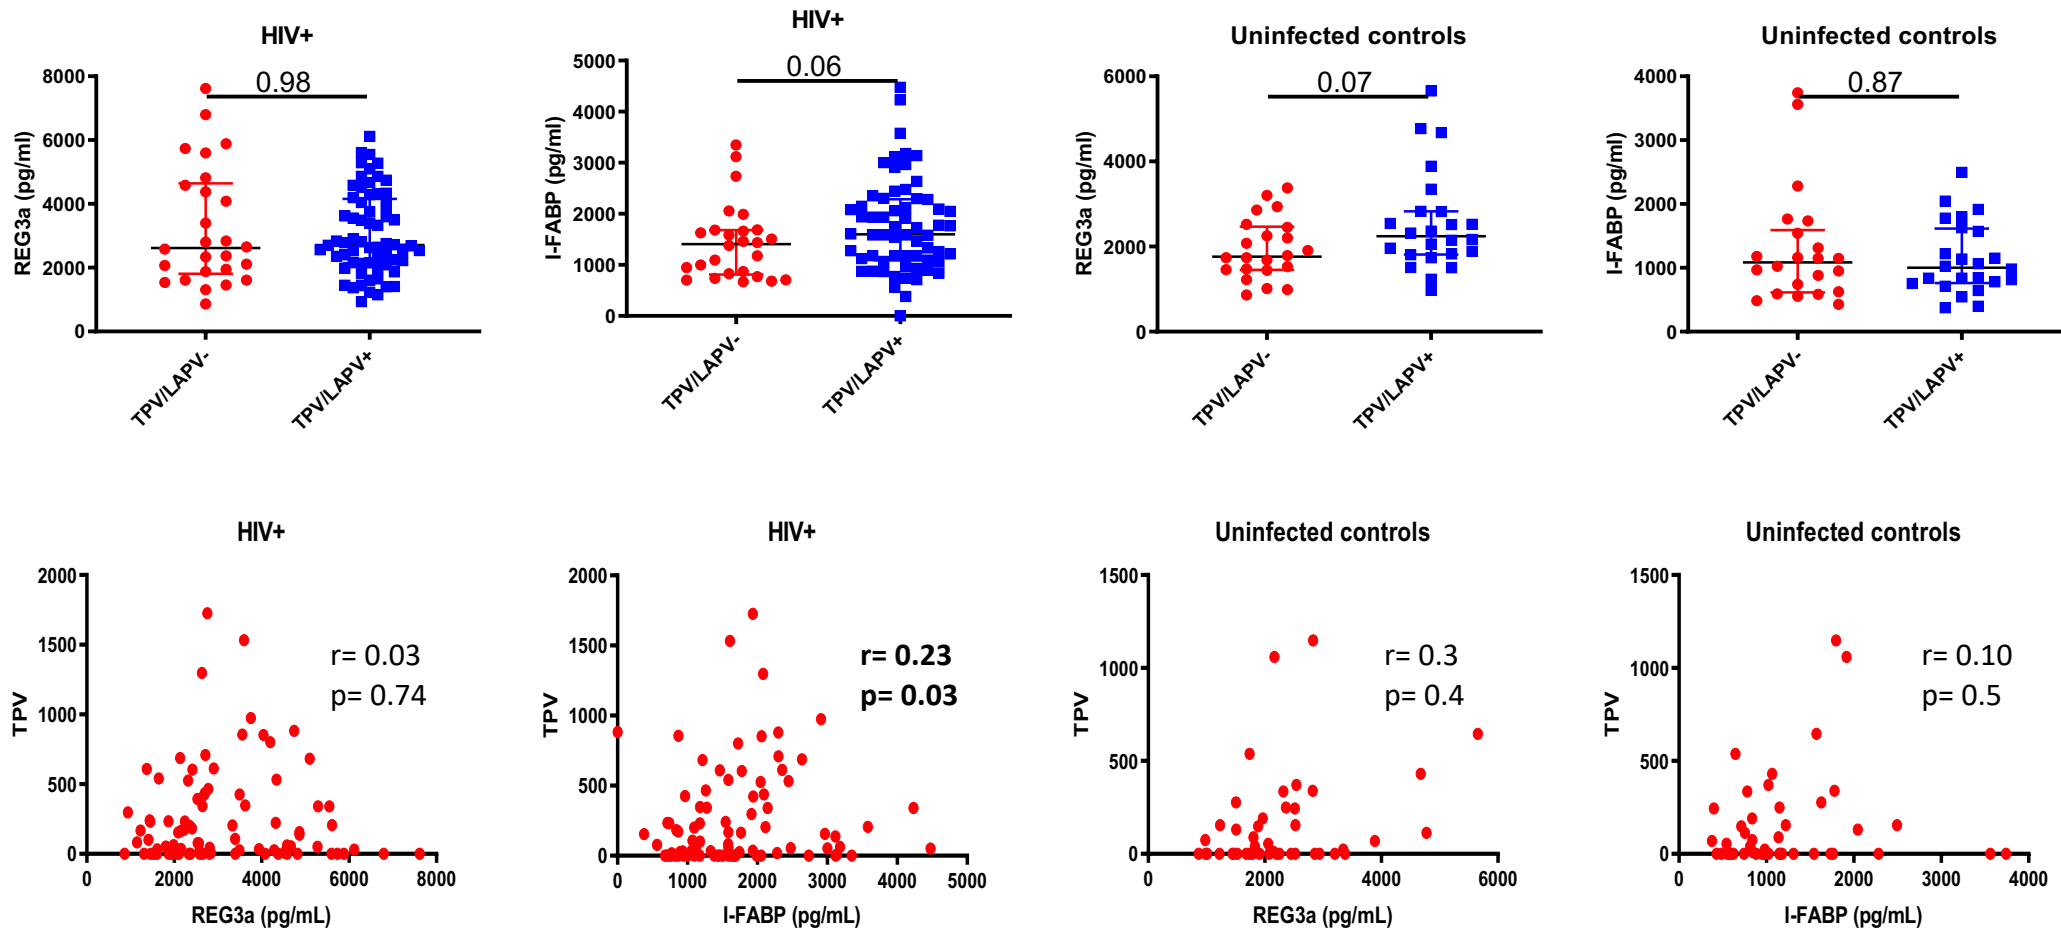 HIV+
0.98
8000
6000
4000
2000
0
REG3a (pg/ml)
TPV/LAPV-
TPV/LAPV+
HIV+
0.06
5000
4000
3000
2000
1000
0
I-FABP (pg/ml)
TPV/LAPV-
TPV/LAPV+
Uninfected controls
0.07
6000
4000
2000
0
REG3a (pg/ml)
TPV/LAPV-
TPV/LAPV+
Uninfected controls
0.87
4000
3000
2000
1000
0
I-FABP (pg/ml)
TPV/LAPV-
TPV/LAPV+
HIV+
2000
1500
1000
500
0
TPV
r= 0.03
p= 0.74
0 2000 4000 6000 8000
REG3a (pg/mL)
HIV+
2000
1500
1000
500
0
TPV
r= 0.23
p= 0.03
0 1000 2000 3000 4000 5000
I-FABP (pg/mL)
Uninfected controls
1500
1000
500
0
TPV
r= 0.3
p= 0.4
0 2000 4000 6000
REG3a (pg/mL)
Uninfected controls
1500
1000
500
0
TPV
r= 0.10
p= 0.5
0 1000 2000 3000 4000
I-FABP (pg/mL)